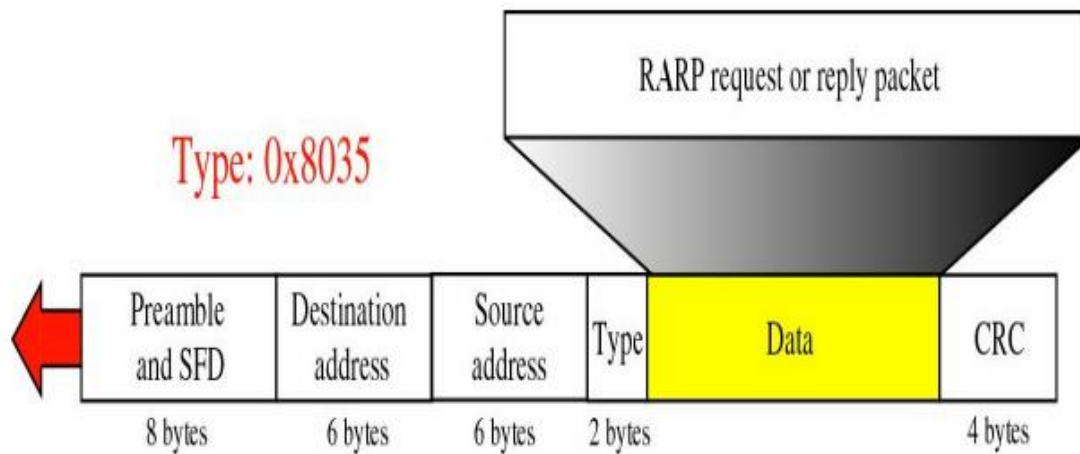 RARP request or reply packet
Type: 0x8035
Preamble
and SFD
Destination
address
Source
address
Type
Data
CRC
8 bytes
6 bytes
6 bytes
2 bytes
4 bytes